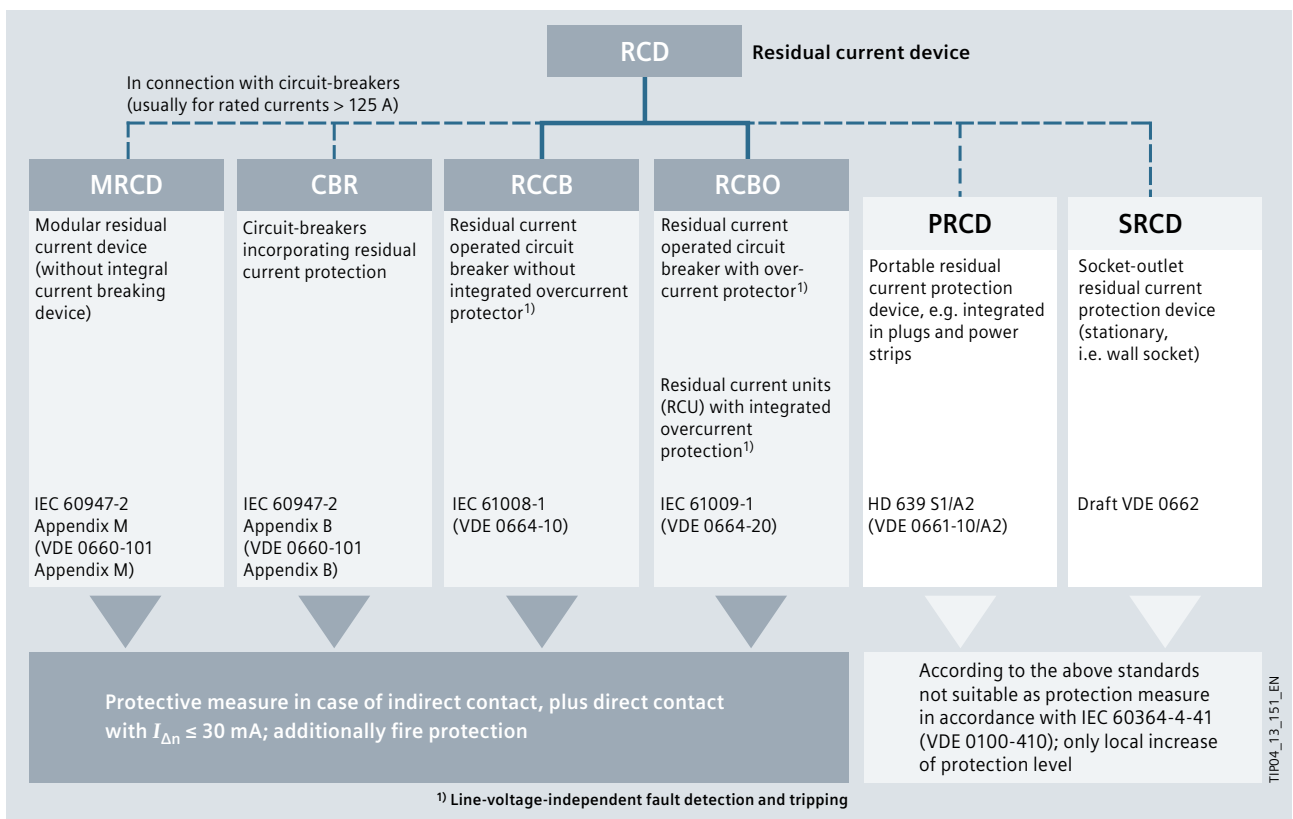 RCD
Residual current device
In connection with circuit-breakers
(usually for rated currents > 125 A)
MRCD
Modular residual
current device
(without integral
current breaking
device)
IEC 60947-2
Appendix M
(VDE 0660-101
Appendix M)
CBR
Circuit-breakers
incorporating residual
current protection
IEC 60947-2
Appendix B
(VDE 0660-101
Appendix B)
RCCB
Residual current
operated circuit
breaker without
integrated overcurrent
protector1)
IEC 61008-1
(VDE 0664-10)
RCBO
Residual current
operated circuit
breaker with over-
current protector1)
Residual current units
(RCU) with integrated
overcurrent
protection1)
IEC 61009-1
(VDE 0664-20)
PRCD
Portable residual
current protection
device, e.g. integrated
in plugs and power
strips
HD 639 S1/A2
(VDE 0661-10/A2)
SRCD
Socket-outlet
residual current
protection device
(stationary,
i.e. wall socket)
Draft VDE 0662
Protective measure in case of indirect contact, plus direct contact
with IΔn ≤ 30 mA; additionally fire protection
According to the above standards
not suitable as protection measure
in accordance with IEC 60364-4-41
(VDE 0100-410); only local increase
of protection level
1) Line-voltage-independent fault detection and tripping
TIP04_13_151_EN